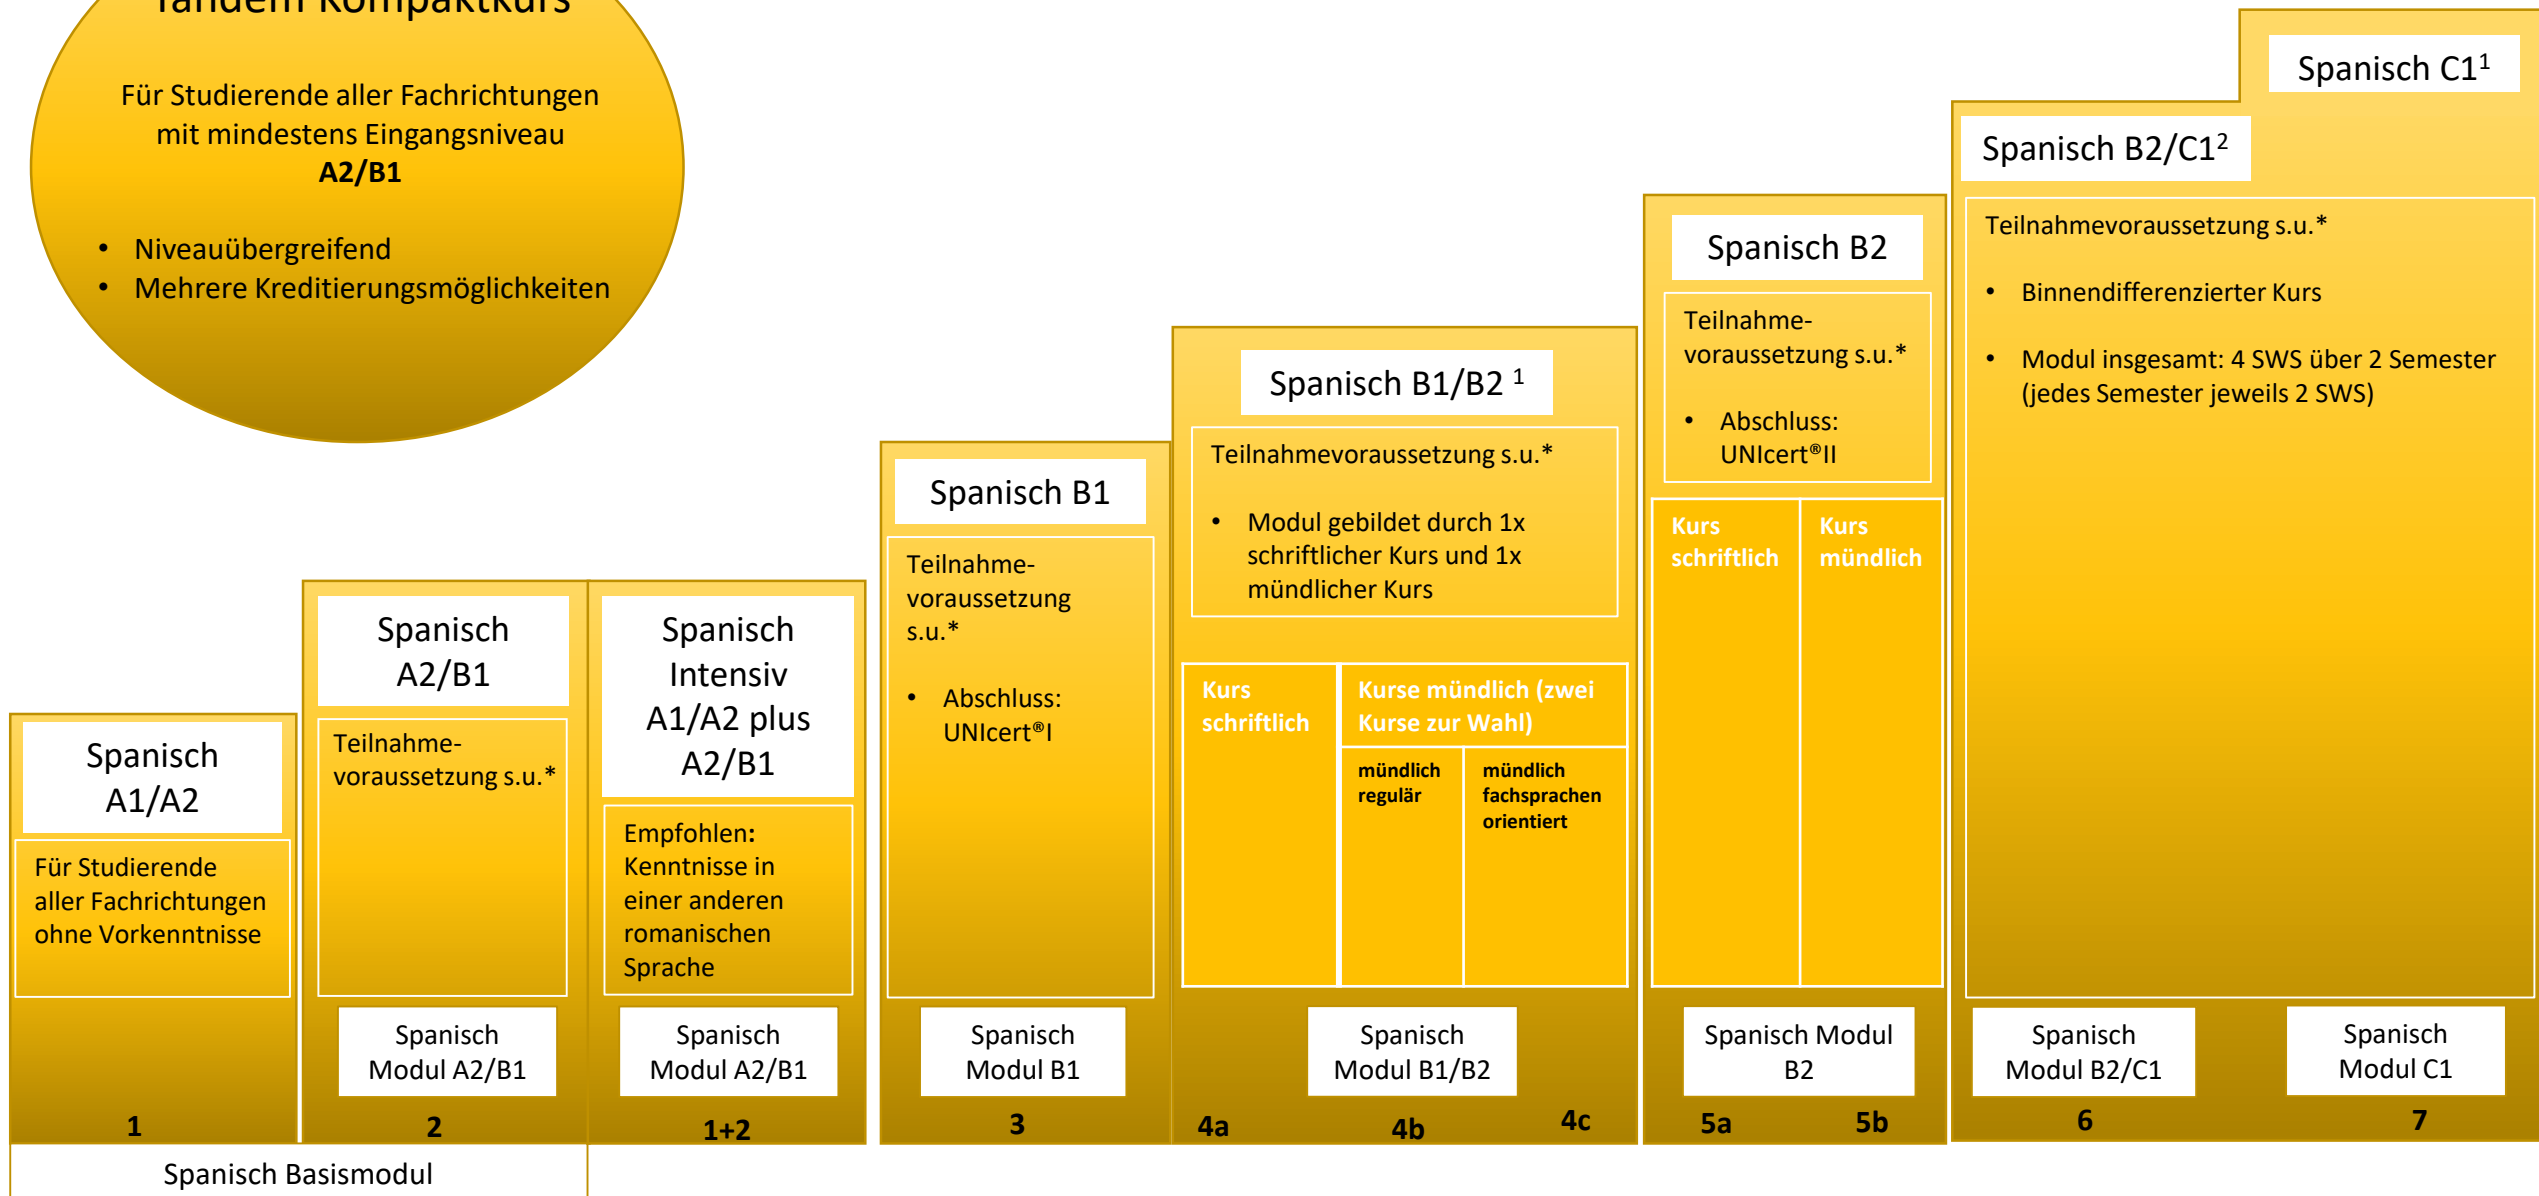 Tandem Kompaktkurs
Für Studierende aller Fachrichtungen
mit mindestens Eingangsniveau
A2/B1
• Niveauübergreifend
• Mehrere Kreditierungsmöglichkeiten
Spanisch
A1/A2
Für Studierende
aller Fachrichtungen
ohne Vorkenntnisse
1
Spanisch
A2/B1
Teilnahme-
voraussetzung s.u.*
Spanisch
Modul A2/B1
2
Spanisch Basismodul
Spanisch
Intensiv
A1/A2 plus
A2/B1
Empfohlen:
Kenntnisse in
einer anderen
romanischen
Sprache
Spanisch
Modul A2/B1
1+2
Spanisch B1
Teilnahme-
voraussetzung
s.u.*
• Abschluss:
UNIcert®I
Spanisch
Modul B1
3
Spanisch B1/B2 1
Teilnahmevoraussetzung s.u.*
• Modul gebildet durch 1x
schriftlicher Kurs und 1x
mündlicher Kurs
Kurs
schriftlich
Kurse mündlich (zwei
Kurse zur Wahl)
mündlich
regulär
mündlich
fachsprachen
orientiert
Spanisch
Modul B1/B2
4a
4b
4c
Spanisch B2
Teilnahme-
voraussetzung s.u.*
• Abschluss:
UNIcert®II
Kurs
schriftlich
Kurs
mündlich
Spanisch Modul
B2
5a
5b
Spanisch C11
Spanisch B2/C12
Teilnahmevoraussetzung s.u.*
• Binnendifferenzierter Kurs
• Modul insgesamt: 4 SWS über 2 Semester
(jedes Semester jeweils 2 SWS)
Spanisch
Modul B2/C1
6
Spanisch
Modul C1
7